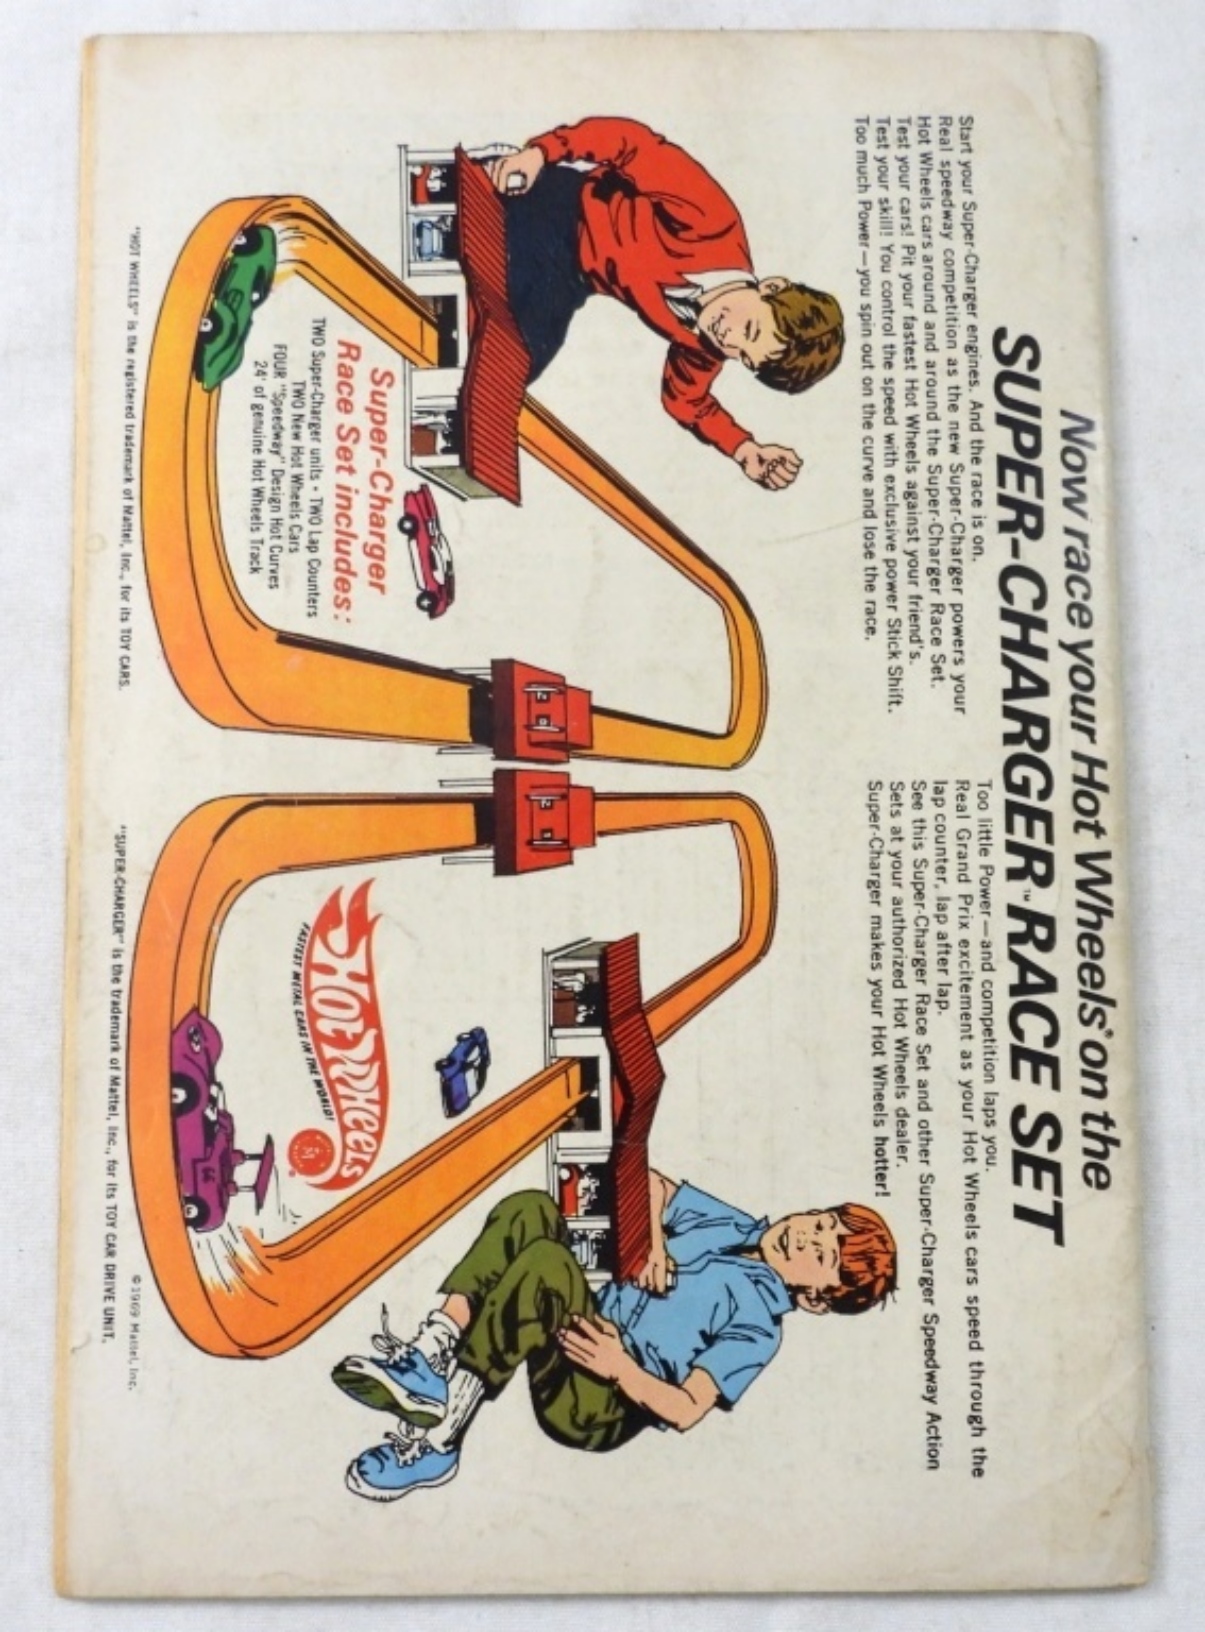 Now race your Hot Wheels® on the
SUPER-CHARGER™ RACE SET
Start your Super-Charger engines. And the race is on.
Real speedway competition as the new Super-Charger powers your
Hot Wheels cars around and around the Super-Charger Race Set.
Test your cars! Pit your fastest Hot Wheels against your friend's.
Test your skill! You control the speed with exclusive power Stick Shift.
Too much Power—you spin out on the curve and lose the race.
Too little Power—and competition laps you.
Real Grand Prix excitement as your Hot Wheels cars speed through the
lap counter, lap after lap.
See this Super-Charger Race Set and other Super-Charger Speedway Action
Sets at your authorized Hot Wheels dealer.
Super-Charger makes your Hot Wheels hotter!
20
20
Super-Charger
Race Set includes:
TWO Super-Charger units • TWO Lap Counters
TWO New Hot Wheels Cars
FOUR "Speedway" Design Hot Curves
24' of genuine Hot Wheels Track
HOT WHEELS
FASTEST METAL CARS IN THE WORLD!
M
®
"HOT WHEELS" is the registered trademark of Mattel, Inc., for its TOY CARS.
"SUPER-CHARGER" is the trademark of Mattel, Inc., for its TOY CAR DRIVE UNIT.
©1969 Mattel, Inc.